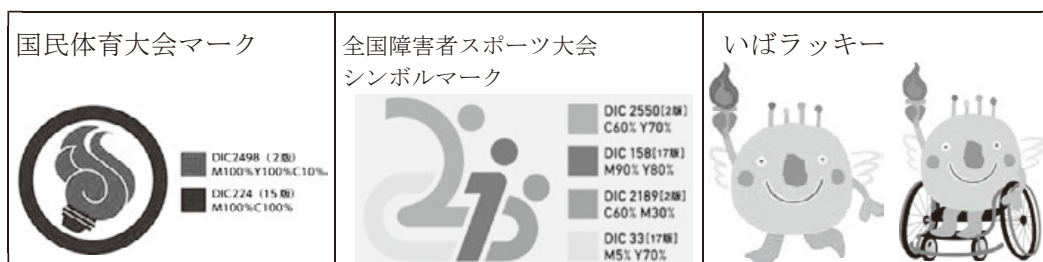 国民体育大会マーク
DIC2498（2版）
M100%Y100%C10%
DIC224（15版）
M100%C100%
全国障害者スポーツ大会
シンボルマーク
DIC 2550[2版]
C60% Y70%
DIC 158[17版]
M90% Y80%
DIC 2189[2版]
C60% M30%
DIC 33[17版]
M5% Y70%
いばラッキー